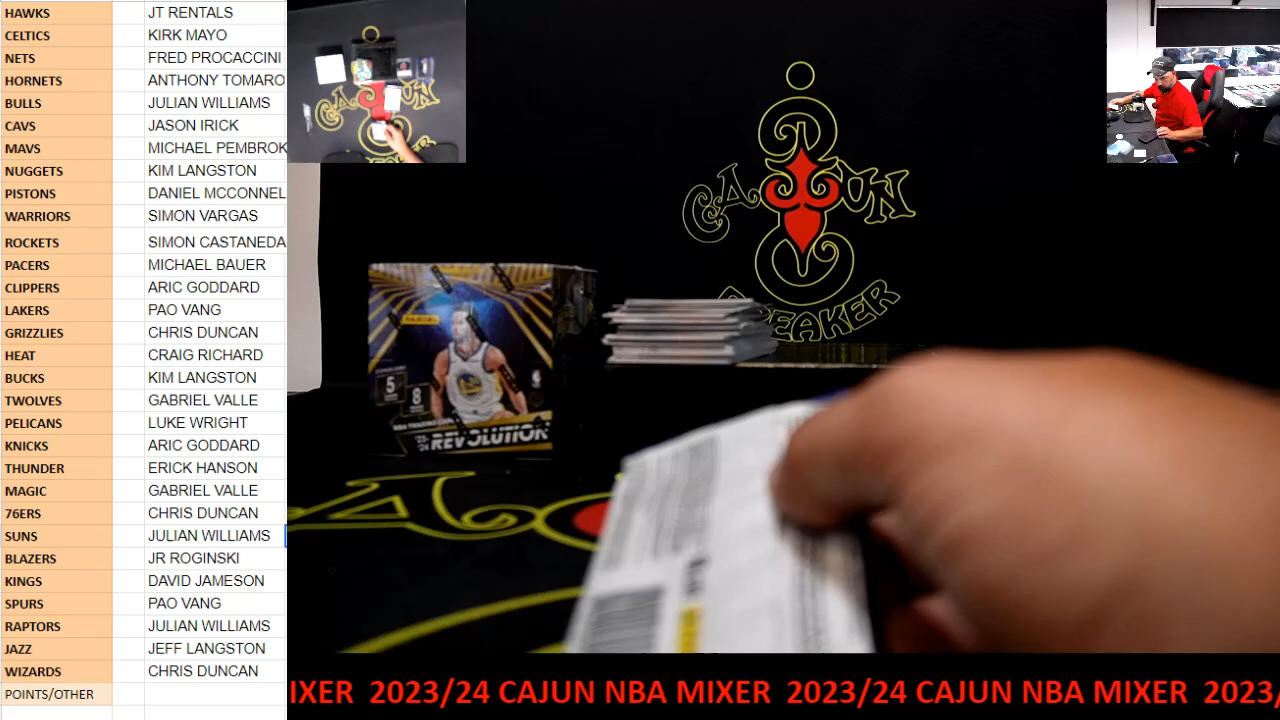 HAWKS JT RENTALS
CELTICS KIRK MAYO
NETS FRED PROCACCINI
HORNETS ANTHONY TOMARO
BULLS JULIAN WILLIAMS
CAVS JASON IRICK
MAVS MICHAEL PEMBROK
NUGGETS KIM LANGSTON
PISTONS DANIEL MCCONNEL
WARRIORS SIMON VARGAS
ROCKETS SIMON CASTANEDA
PACERS MICHAEL BAUER
CLIPPERS ARIC GODDARD
LAKERS PAO VANG
GRIZZLIES CHRIS DUNCAN
HEAT CRAIG RICHARD
BUCKS KIM LANGSTON
TWOLVES GABRIEL VALLE
PELICANS LUKE WRIGHT
KNICKS ARIC GODDARD
THUNDER ERICK HANSON
MAGIC GABRIEL VALLE
76ERS CHRIS DUNCAN
SUNS JULIAN WILLIAMS
BLAZERS JR ROGINSKI
KINGS DAVID JAMESON
SPURS PAO VANG
RAPTORS JULIAN WILLIAMS
JAZZ JEFF LANGSTON
WIZARDS CHRIS DUNCAN
POINTS/OTHER
CAJUN
BREAKER
PANINI
5
8
REVOLUTION
IXER 2023/24 CAJUN NBA MIXER 2023/24 CAJUN NBA MIXER 2023/